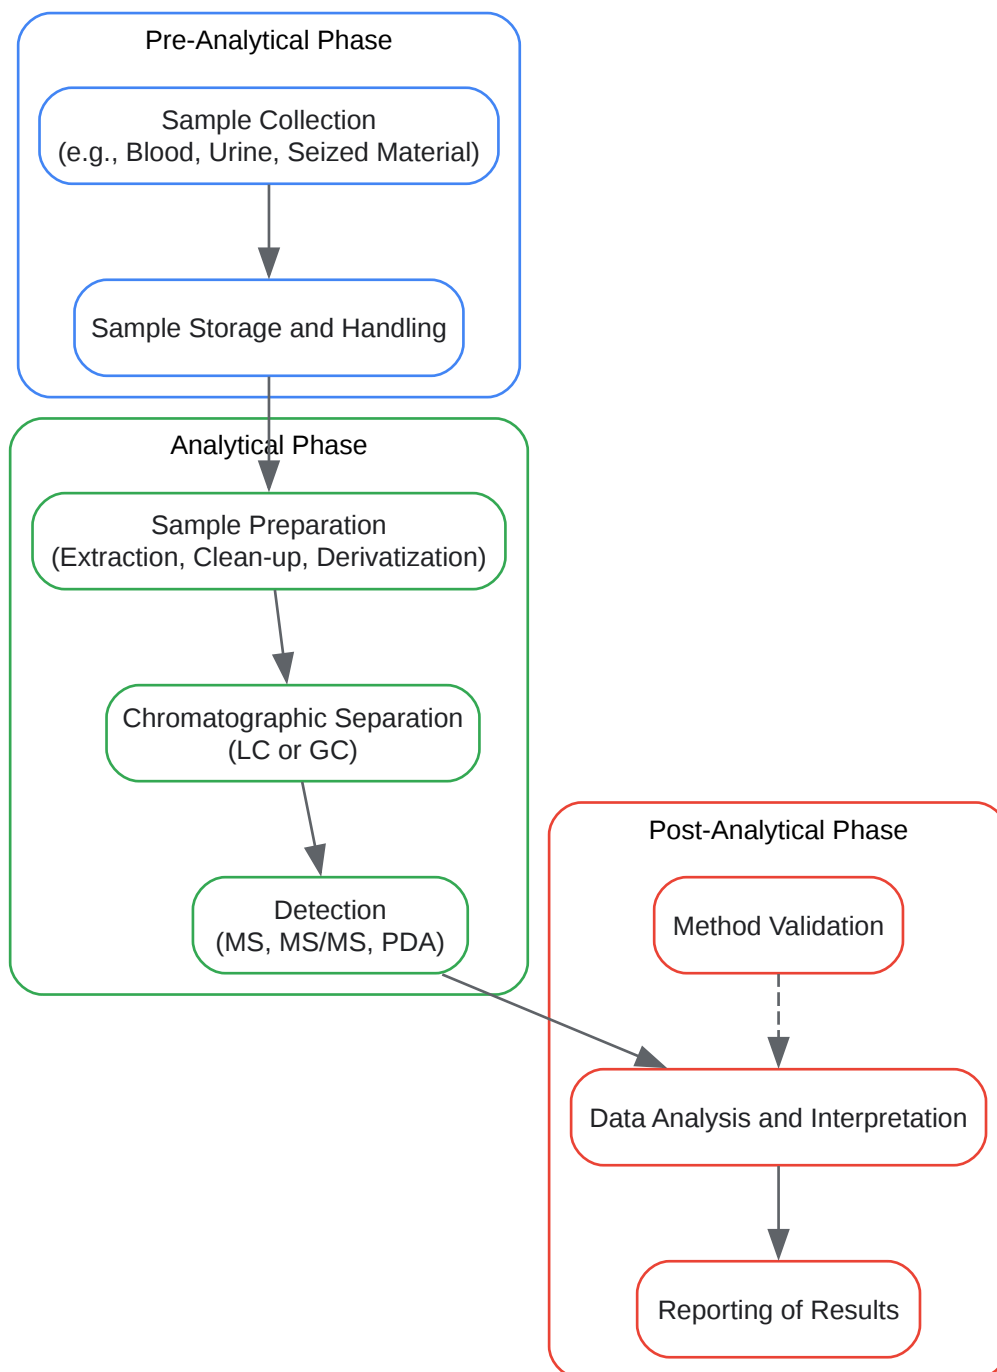 Pre-Analytical Phase
Sample Collection
(e.g., Blood, Urine, Seized Material)
Sample Storage and Handling
Analytical Phase
Sample Preparation
(Extraction, Clean-up, Derivatization)
Chromatographic Separation
(LC or GC)
Detection
(MS, MS/MS, PDA)
Post-Analytical Phase
Method Validation
Data Analysis and Interpretation
Reporting of Results